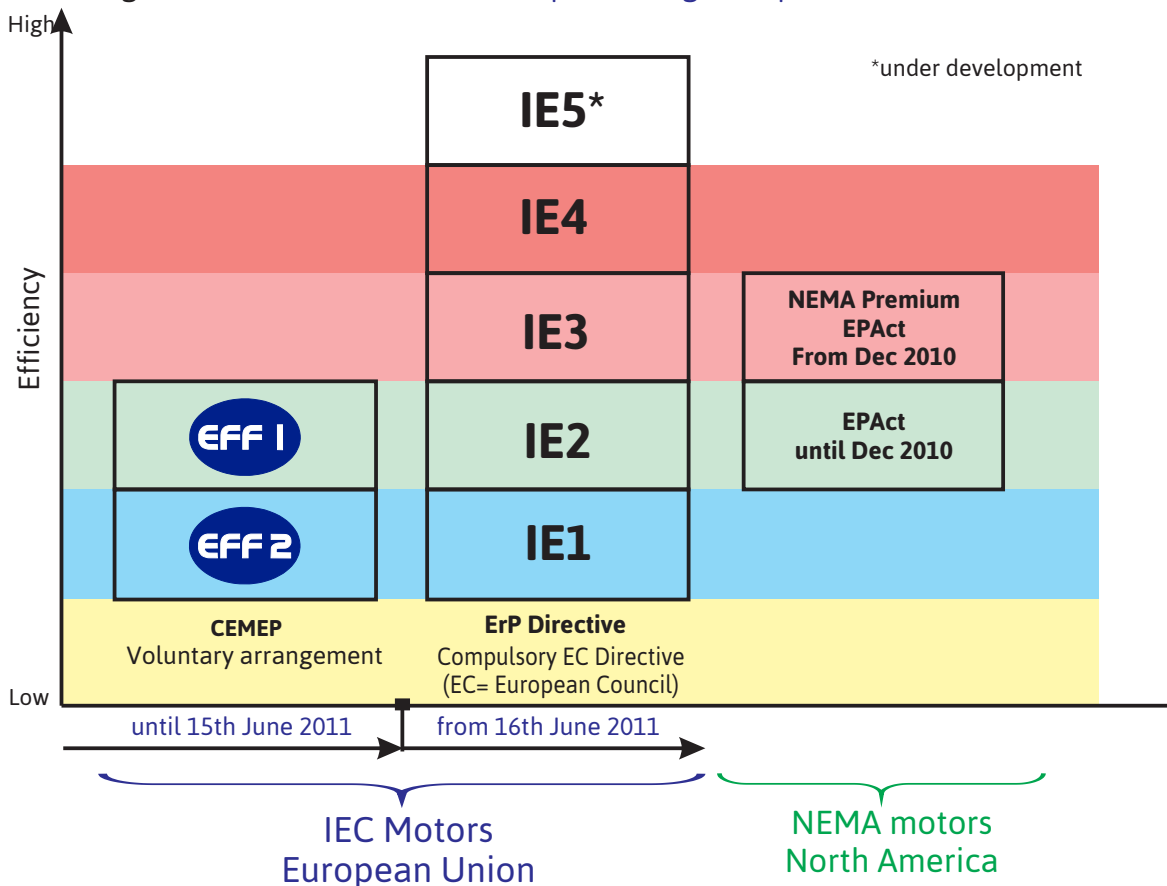 High
*under development
IE5*
IE4
Efficiency
IE3
NEMA Premium
EPAct
From Dec 2010
EFF 1
IE2
EPAct
until Dec 2010
EFF 2
IE1
CEMEP
Voluntary arrangement
ErP Directive
Compulsory EC Directive
(EC= European Council)
Low
until 15th June 2011
from 16th June 2011
IEC Motors
European Union
NEMA motors
North America